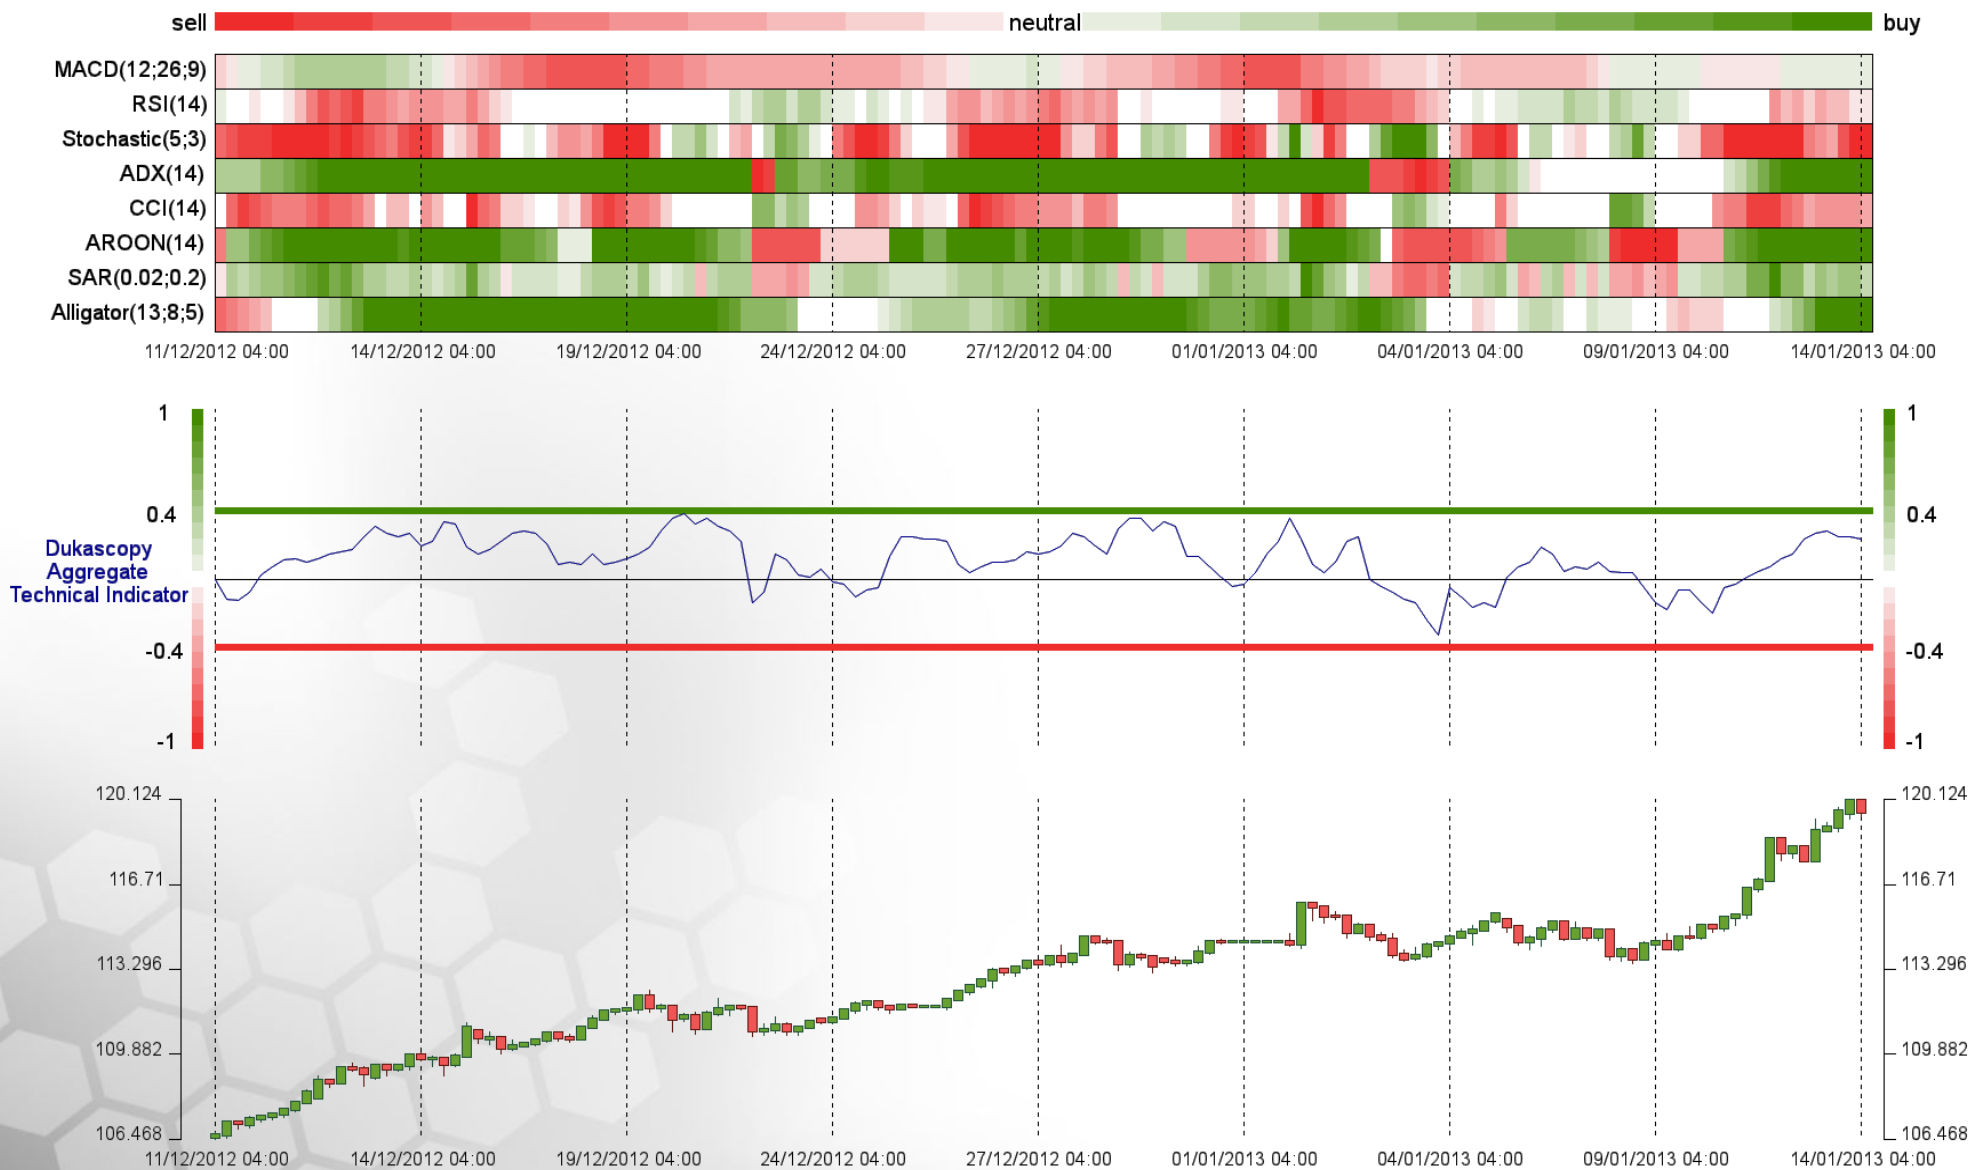 sell neutral buy
MACD(12;26;9)
RSI(14)
Stochastic(5;3)
ADX(14)
CCI(14)
AROON(14)
SAR(0.02;0.2)
Alligator(13;8;5)
11/12/2012 04:00 14/12/2012 04:00 19/12/2012 04:00 24/12/2012 04:00 27/12/2012 04:00 01/01/2013 04:00 04/01/2013 04:00 09/01/2013 04:00 14/01/2013 04:00
1 1
0.4 0.4
Dukascopy
Aggregate
Technical Indicator
-0.4 -0.4
-1 -1
120.124 120.124
116.71 116.71
113.296 113.296
109.882 109.882
106.468 106.468
11/12/2012 04:00 14/12/2012 04:00 19/12/2012 04:00 24/12/2012 04:00 27/12/2012 04:00 01/01/2013 04:00 04/01/2013 04:00 09/01/2013 04:00 14/01/2013 04:00